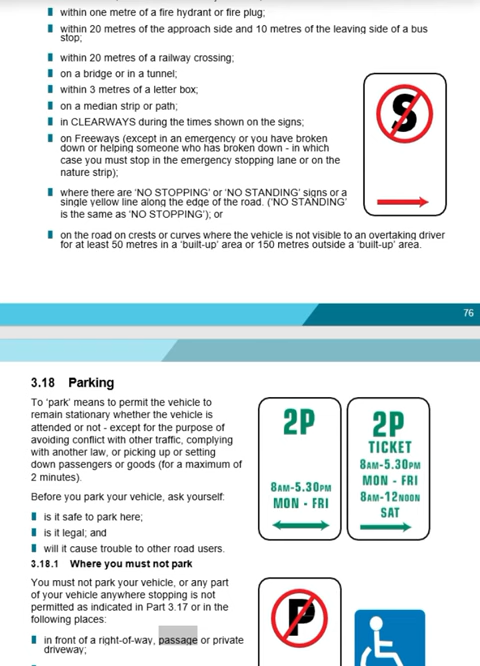 within one metre of a fire hydrant or fire plug;
within 20 metres of the approach side and 10 metres of the leaving side of a bus
stop;
within 20 metres of a railway crossing;
on a bridge or in a tunnel;
within 3 metres of a letter box;
on a median strip or path;
in CLEARWAYS during the times shown on the signs;
on Freeways (except in an emergency or you have broken
down or helping someone who has broken down - in which
case you must stop in the emergency stopping lane or on the
nature strip);
where there are 'NO STOPPING' or 'NO STANDING' signs or a
single yellow line along the edge of the road. ('NO STANDING'
is the same as 'NO STOPPING'); or
on the road on crests or curves where the vehicle is not visible to an overtaking driver
for at least 50 metres in a 'built-up' area or 150 metres outside a 'built-up' area.
S
76
3.18 Parking
To 'park' means to permit the vehicle to
remain stationary whether the vehicle is
attended or not - except for the purpose of
avoiding conflict with other traffic, complying
with another law, or picking up or setting
down passengers or goods (for a maximum of
2 minutes).
Before you park your vehicle, ask yourself:
is it safe to park here;
is it legal; and
will it cause trouble to other road users.
2P
8AM-5.30PM
MON - FRI
2P
TICKET
8AM-5.30PM
MON - FRI
8AM-12NOON
SAT
3.18.1 Where you must not park
You must not park your vehicle, or any part
of your vehicle anywhere stopping is not
permitted as indicated in Part 3.17 or in the
following places:
in front of a right-of-way, passage or private
driveway;
P